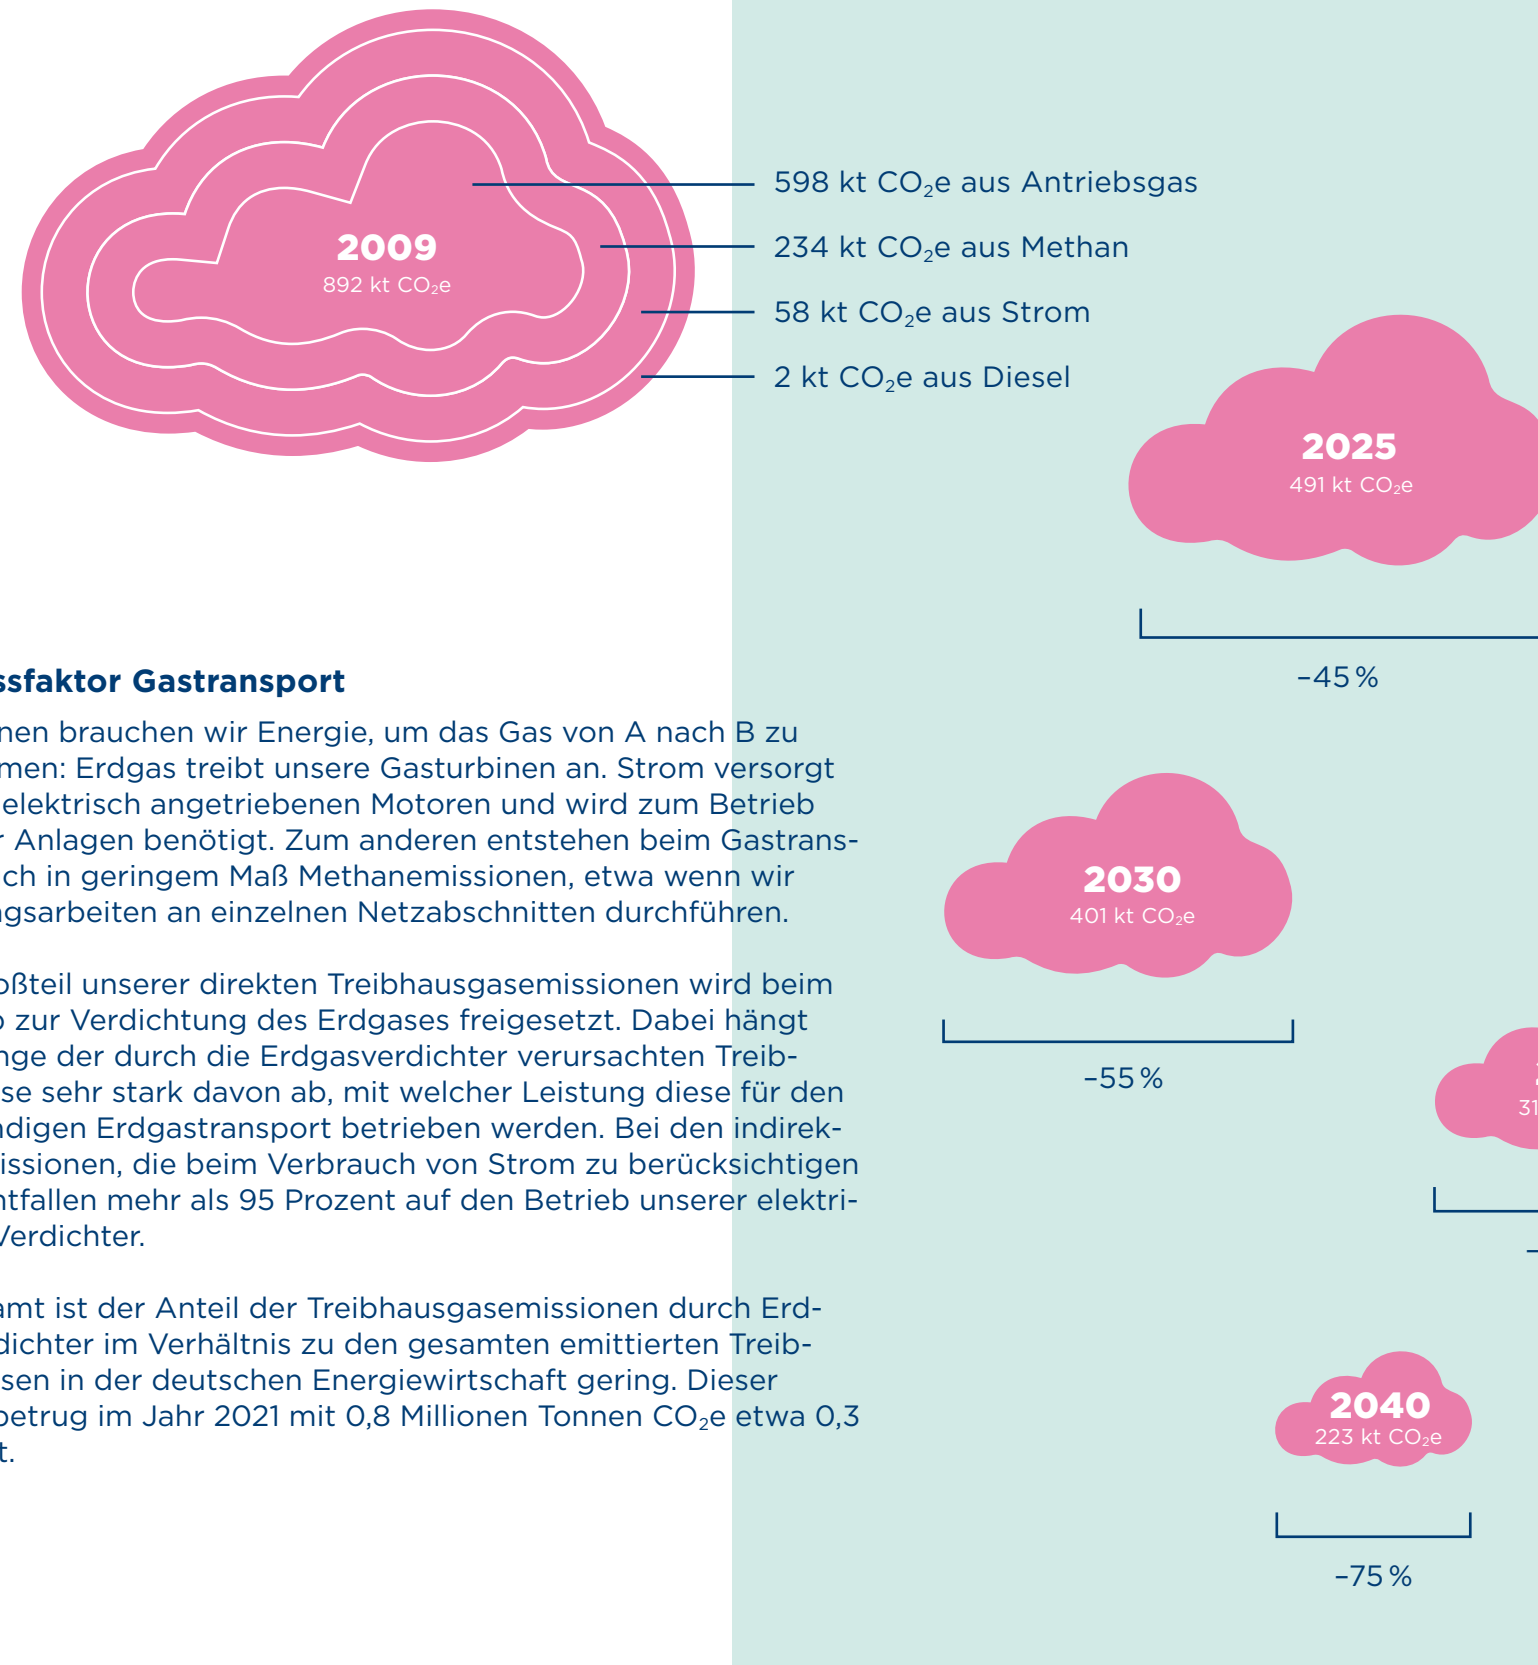 2009
892 kt CO₂e
598 kt CO₂e aus Antriebsgas
234 kt CO₂e aus Methan
58 kt CO₂e aus Strom
2 kt CO₂e aus Diesel
2025
491 kt CO₂e
–45 %
ssfaktor Gastransport
nen brauchen wir Energie, um das Gas von A nach B zu
men: Erdgas treibt unsere Gasturbinen an. Strom versorgt
elektrisch angetriebenen Motoren und wird zum Betrieb
r Anlagen benötigt. Zum anderen entstehen beim Gastrans-
ch in geringem Maß Methanemissionen, etwa wenn wir
gsarbeiten an einzelnen Netzabschnitten durchführen.
oßteil unserer direkten Treibhausgasemissionen wird beim
zur Verdichtung des Erdgases freigesetzt. Dabei hängt
nge der durch die Erdgasverdichter verursachten Treib-
se sehr stark davon ab, mit welcher Leistung diese für den
ndigen Erdgastransport betrieben werden. Bei den indirek-
issionen, die beim Verbrauch von Strom zu berücksichtigen
ntfallen mehr als 95 Prozent auf den Betrieb unserer elektri-
Verdichter.
amt ist der Anteil der Treibhausgasemissionen durch Erd-
dichter im Verhältnis zu den gesamten emittierten Treib-
sen in der deutschen Energiewirtschaft gering. Dieser
betrug im Jahr 2021 mit 0,8 Millionen Tonnen CO₂e etwa 0,3
t.
2030
401 kt CO₂e
–55 %
31
–
2040
223 kt CO₂e
–75 %